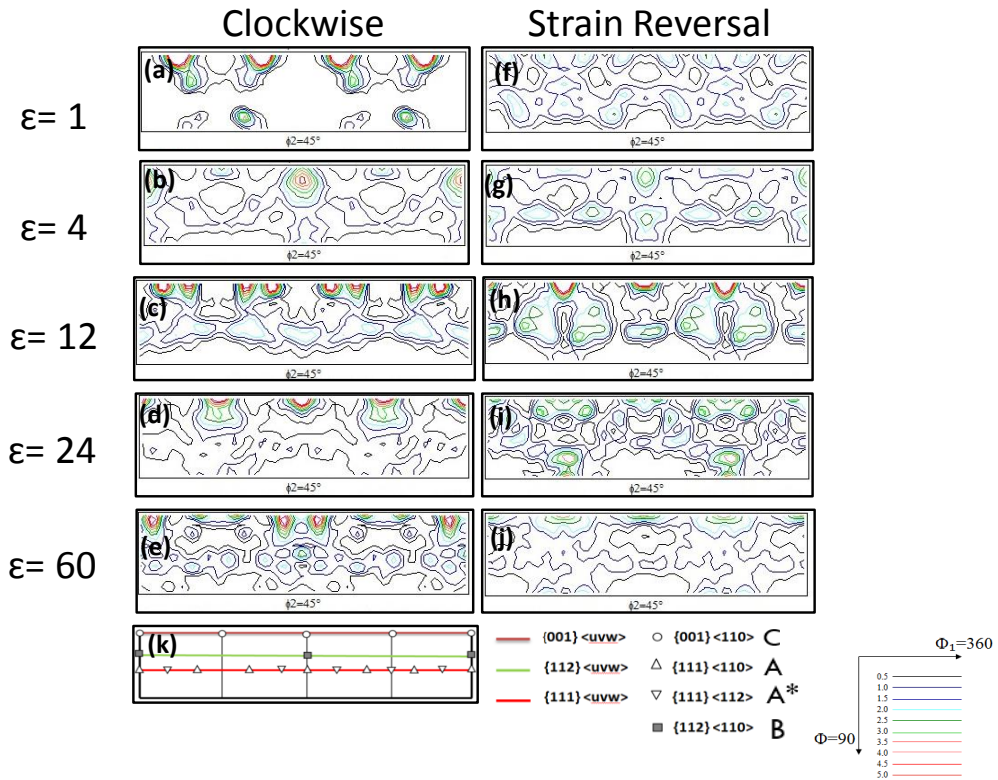 Clockwise Strain Reversal
ε= 1
(a)
ϕ2=45°
(f)
ϕ2=45°
ε= 4
(b)
ϕ2=45°
(g)
ϕ2=45°
ε= 12
(c)
ϕ2=45°
(h)
ϕ2=45°
ε= 24
(d)
ϕ2=45°
(i)
ϕ2=45°
ε= 60
(e)
ϕ2=45°
(j)
ϕ2=45°
(k)
{001} <uvw>
{112} <uvw>
{111} <uvw>
{001} <110> C
{111} <110> A
{111} <112> A*
{112} <110> B
Φ₁=360
Φ=90
0.5
1.0
1.5
2.0
2.5
3.0
3.5
4.0
4.5
5.0